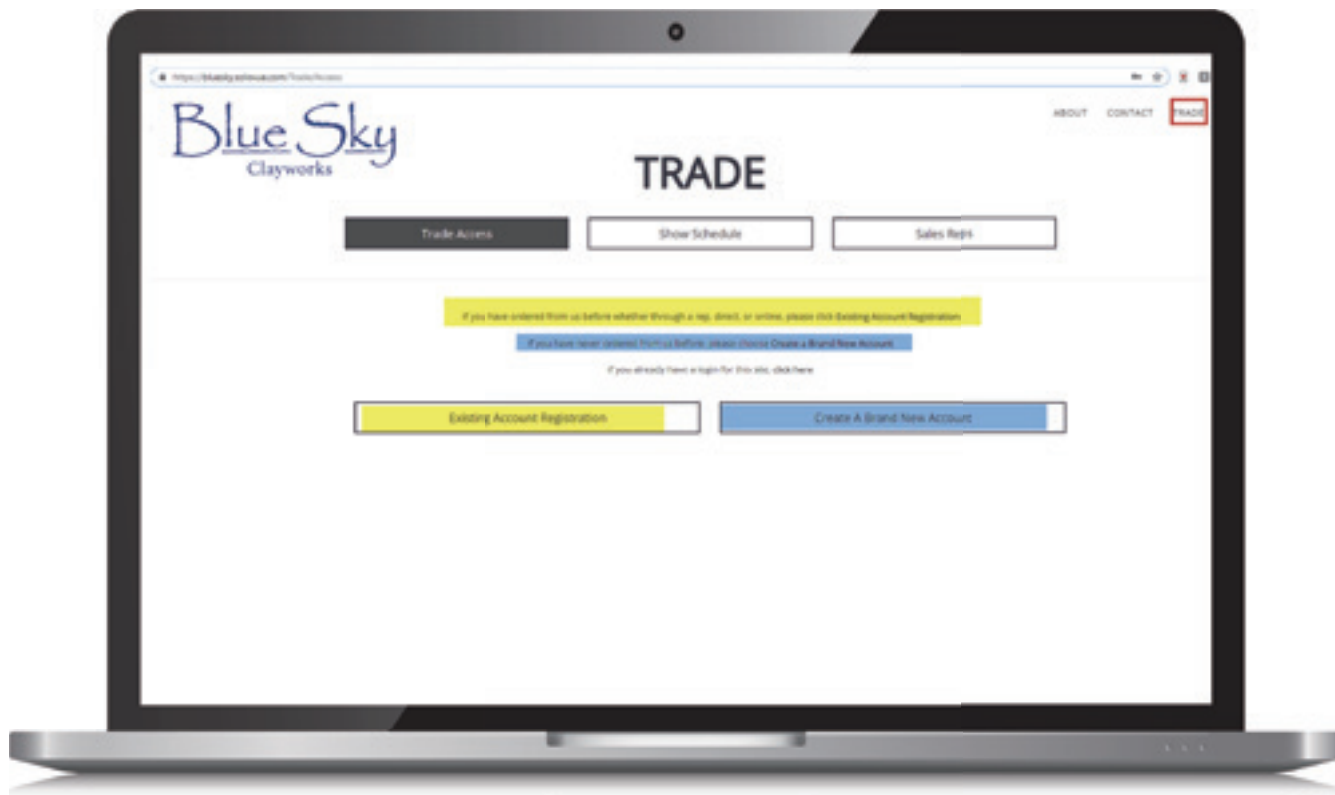 Blue Sky
Clayworks
ABOUT CONTACT TRADE
TRADE
Trade Access Show Schedule Sales Reps
If you have ordered from us before whether through a rep, direct, or online, please click Existing Account Registration
If you have never ordered from us before, please choose Create a Brand New Account
If you already have a login for this site, click here
Existing Account Registration Create A Brand New Account